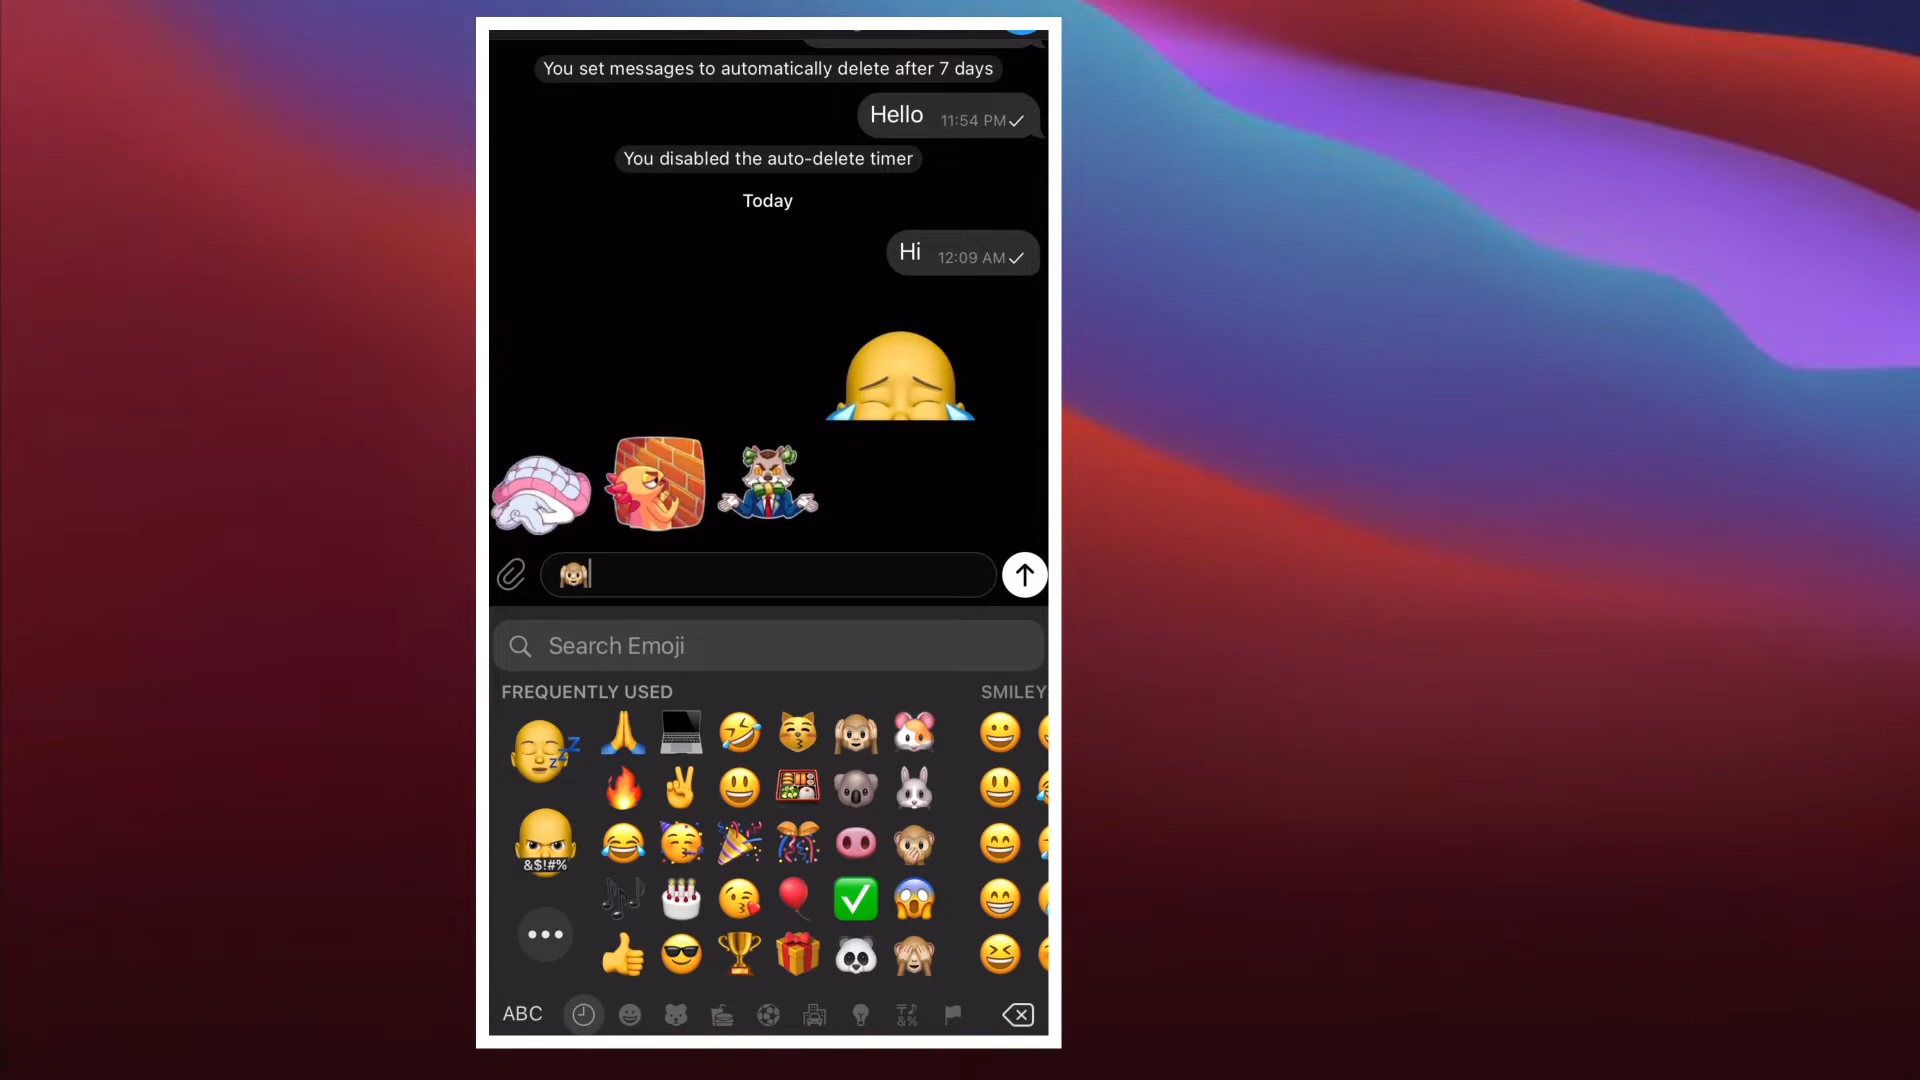 You set messages to automatically delete after 7 days
Hello 11:54 PM
You disabled the auto-delete timer
Today
Hi 12:09 AM
Search Emoji
FREQUENTLY USED SMILEY
&$!#%
ABC